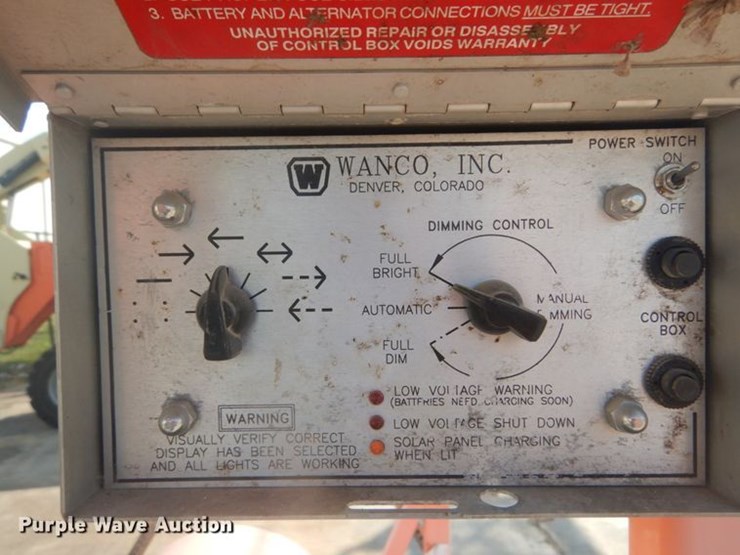 3. BATTERY AND ALTERNATOR CONNECTIONS MUST BE TIGHT.
UNAUTHORIZED REPAIR OR DISASSEMBLY
OF CONTROL BOX VOIDS WARRANTY
W
WANCO, INC.
DENVER, COLORADO
POWER SWITCH
ON
OFF
DIMMING CONTROL
FULL
BRIGHT
AUTOMATIC
FULL
DIM
MANUAL
DIMMING
CONTROL
BOX
LOW VOLTAGE WARNING
(BATTERIES NEED CHARGING SOON)
LOW VOLTAGE SHUT DOWN
SOLAR PANEL CHARGING
WHEN LIT
WARNING
VISUALLY VERIFY CORRECT
DISPLAY HAS BEEN SELECTED
AND ALL LIGHTS ARE WORKING
Purple Wave Auction